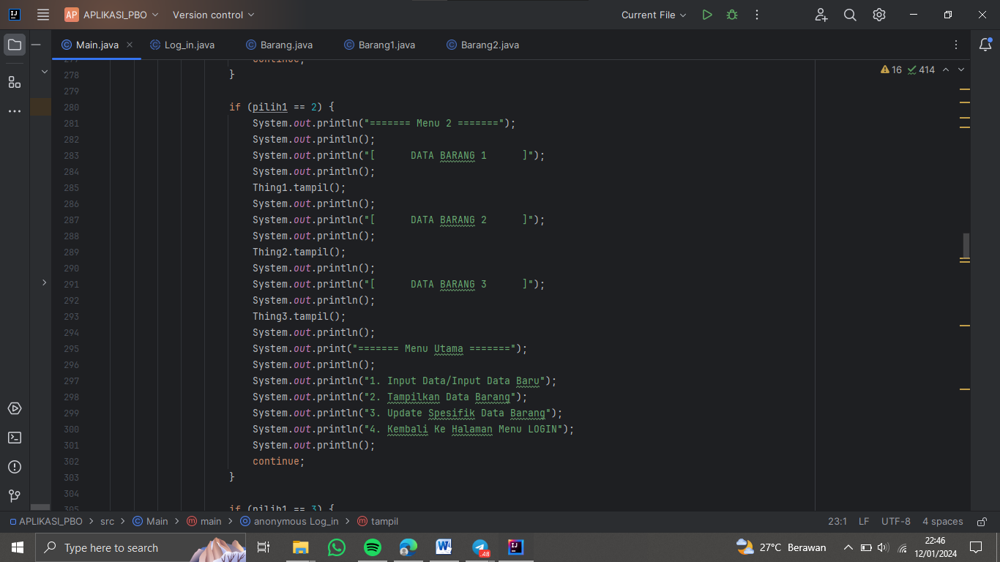 AP APLIKASI_PBO Version control Current File
Main.java Log_in.java Barang.java Barang1.java Barang2.java
277 continue;
278 }
16 414
279
280 if (pilih1 == 2) {
281 System.out.println("======= Menu 2 =======");
282 System.out.println();
283 System.out.println("[ DATA BARANG 1 ]");
284 System.out.println();
285 Thing1.tampil();
286 System.out.println();
287 System.out.println("[ DATA BARANG 2 ]");
288 System.out.println();
289 Thing2.tampil();
290 System.out.println();
291 System.out.println("[ DATA BARANG 3 ]");
292 System.out.println();
293 Thing3.tampil();
294 System.out.println();
295 System.out.print("======= Menu Utama =======");
296 System.out.println();
297 System.out.println("1. Input Data/Input Data Baru");
298 System.out.println("2. Tampilkan Data Barang");
299 System.out.println("3. Update Spesifik Data Barang");
300 System.out.println("4. Kembali Ke Halaman Menu LOGIN");
301 System.out.println();
302 continue;
303 }
304
305 if (pilih1 == 3) {
APLIKASI_PBO > src > Main > main > anonymous Log_in > tampil 23:1 LF UTF-8 4 spaces
Type here to search 48 27°C Berawan 22:46
12/01/2024